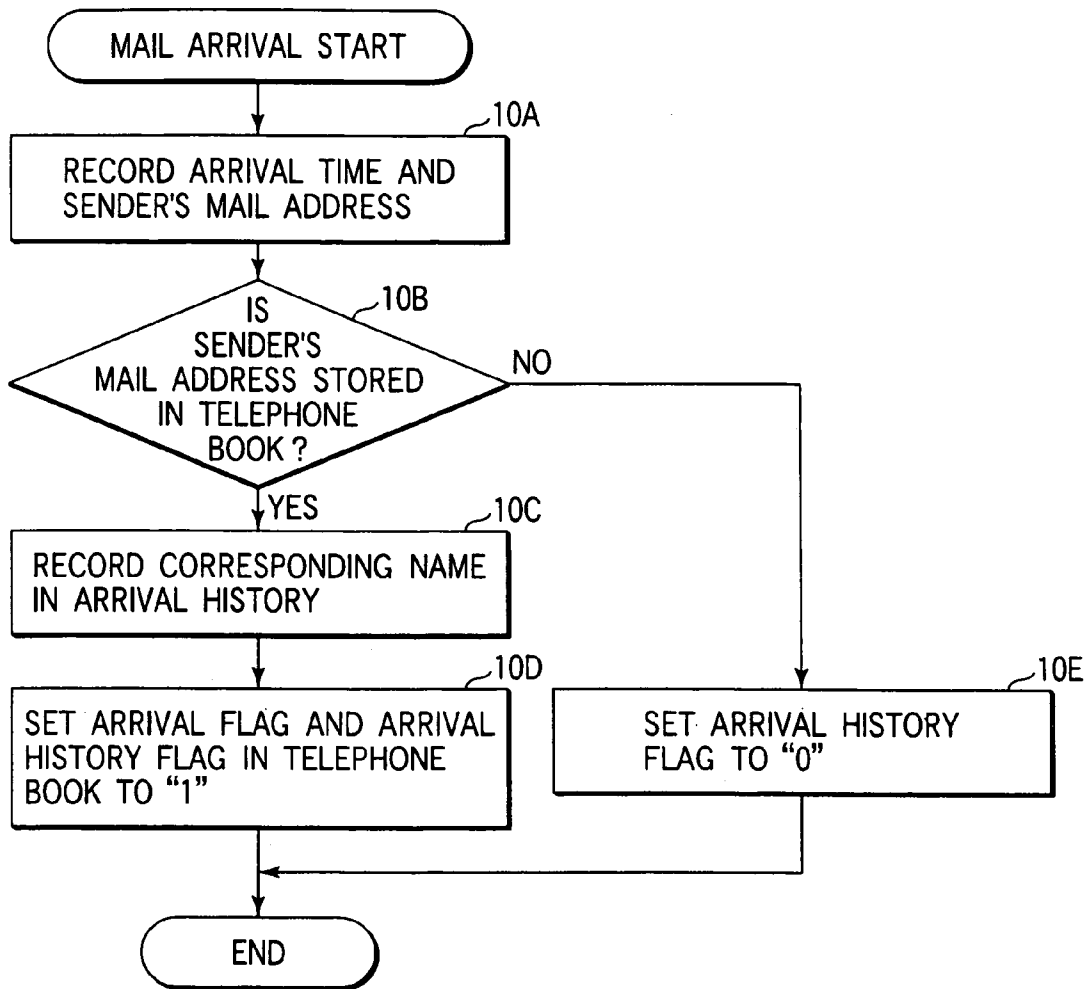 MAIL ARRIVAL START
10A
RECORD ARRIVAL TIME AND
SENDER'S MAIL ADDRESS
10B
IS
SENDER'S
MAIL ADDRESS STORED
IN TELEPHONE
BOOK?
NO
YES
10C
RECORD CORRESPONDING NAME
IN ARRIVAL HISTORY
10D
SET ARRIVAL FLAG AND ARRIVAL
HISTORY FLAG IN TELEPHONE
BOOK TO “1”
10E
SET ARRIVAL HISTORY
FLAG TO “0”
END